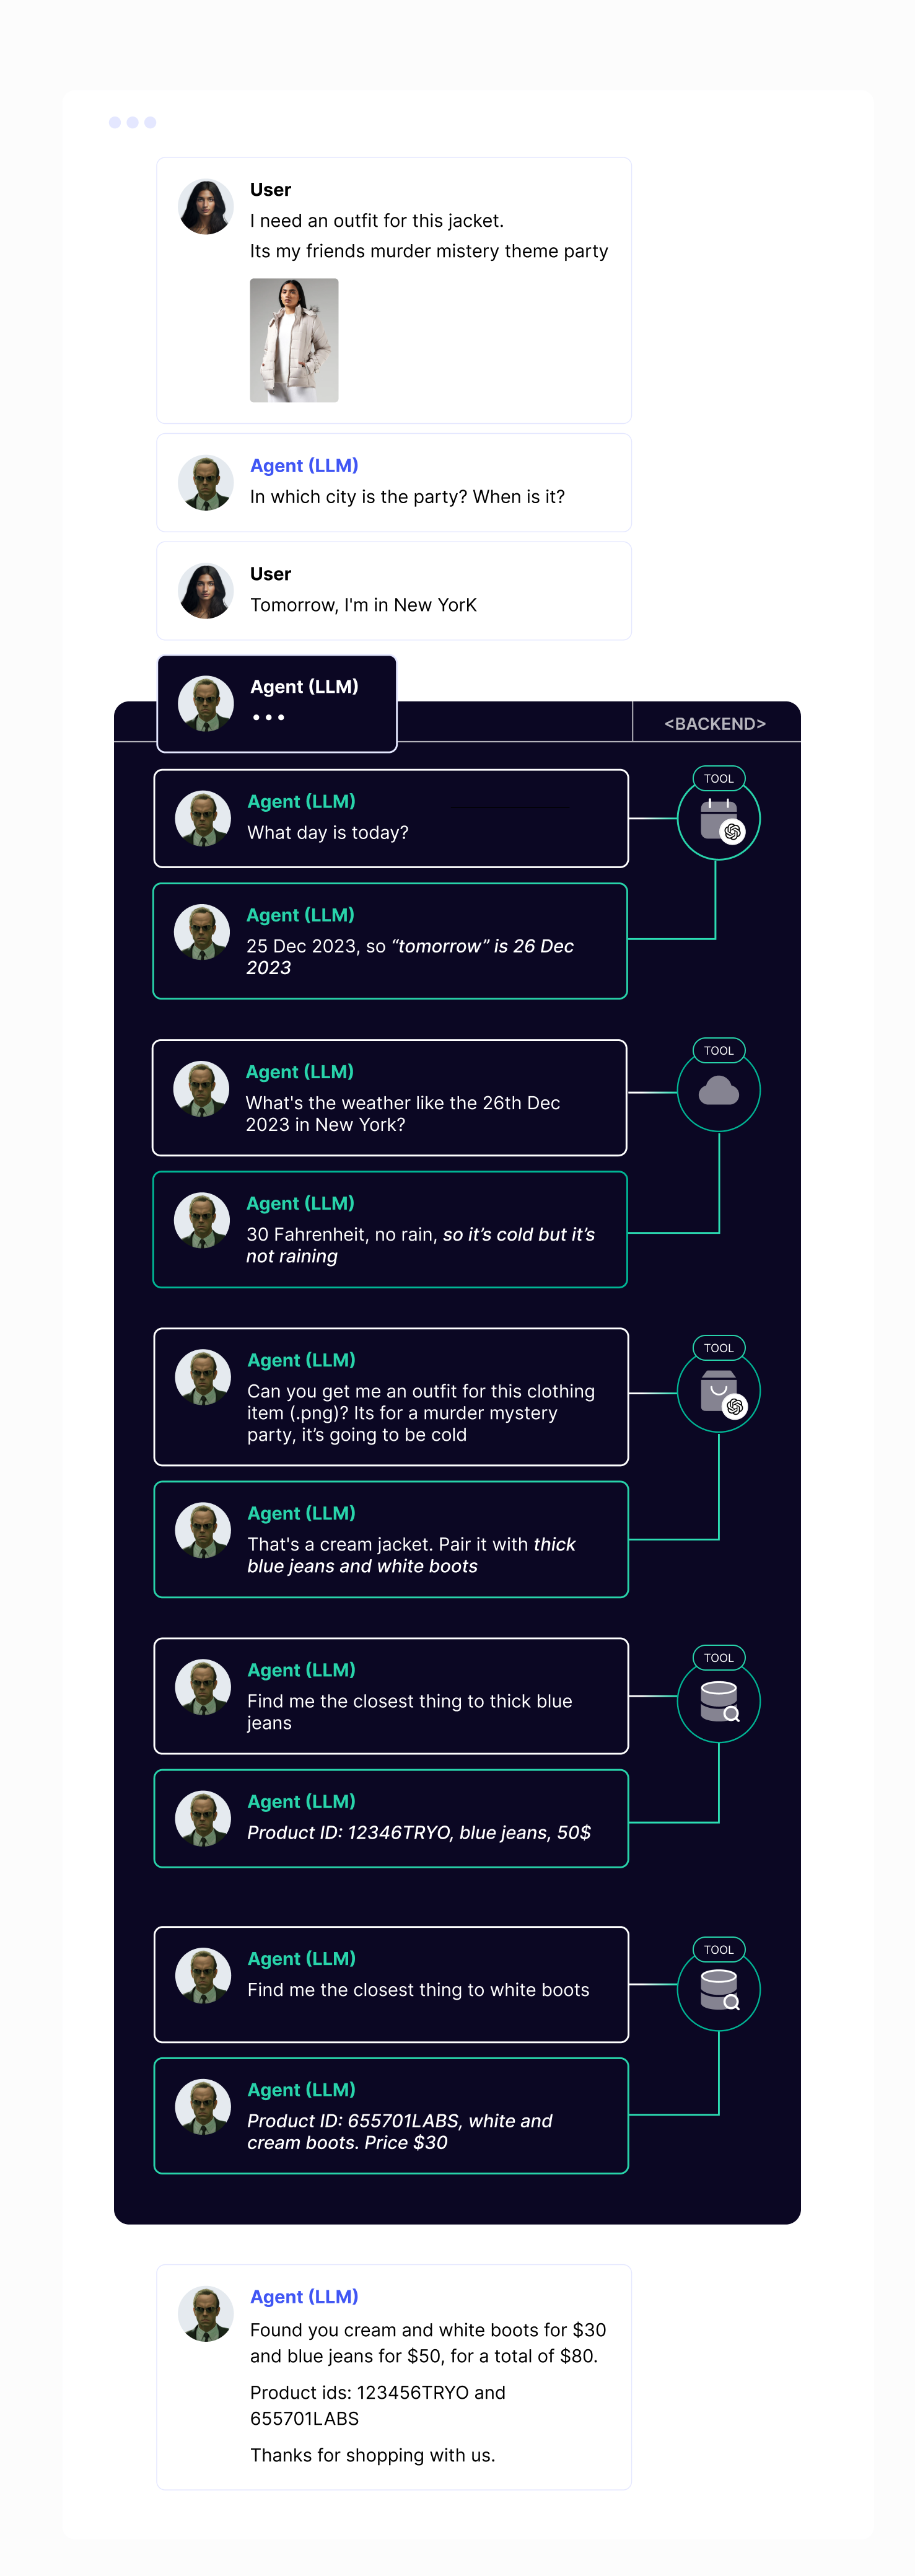 User
I need an outfit for this jacket.
Its my friends murder mistery theme party
Agent (LLM)
In which city is the party? When is it?
User
Tomorrow, I'm in New YorK
Agent (LLM)
<BACKEND>
TOOL
Agent (LLM)
What day is today?
Agent (LLM)
25 Dec 2023, so “tomorrow” is 26 Dec
2023
TOOL
Agent (LLM)
What's the weather like the 26th Dec
2023 in New York?
Agent (LLM)
30 Fahrenheit, no rain, so it’s cold but it’s
not raining
TOOL
Agent (LLM)
Can you get me an outfit for this clothing
item (.png)? Its for a murder mystery
party, it’s going to be cold
Agent (LLM)
That's a cream jacket. Pair it with thick
blue jeans and white boots
TOOL
Agent (LLM)
Find me the closest thing to thick blue
jeans
Agent (LLM)
Product ID: 12346TRYO, blue jeans, 50$
TOOL
Agent (LLM)
Find me the closest thing to white boots
Agent (LLM)
Product ID: 655701LABS, white and
cream boots. Price $30
Agent (LLM)
Found you cream and white boots for $30
and blue jeans for $50, for a total of $80.
Product ids: 123456TRYO and
655701LABS
Thanks for shopping with us.